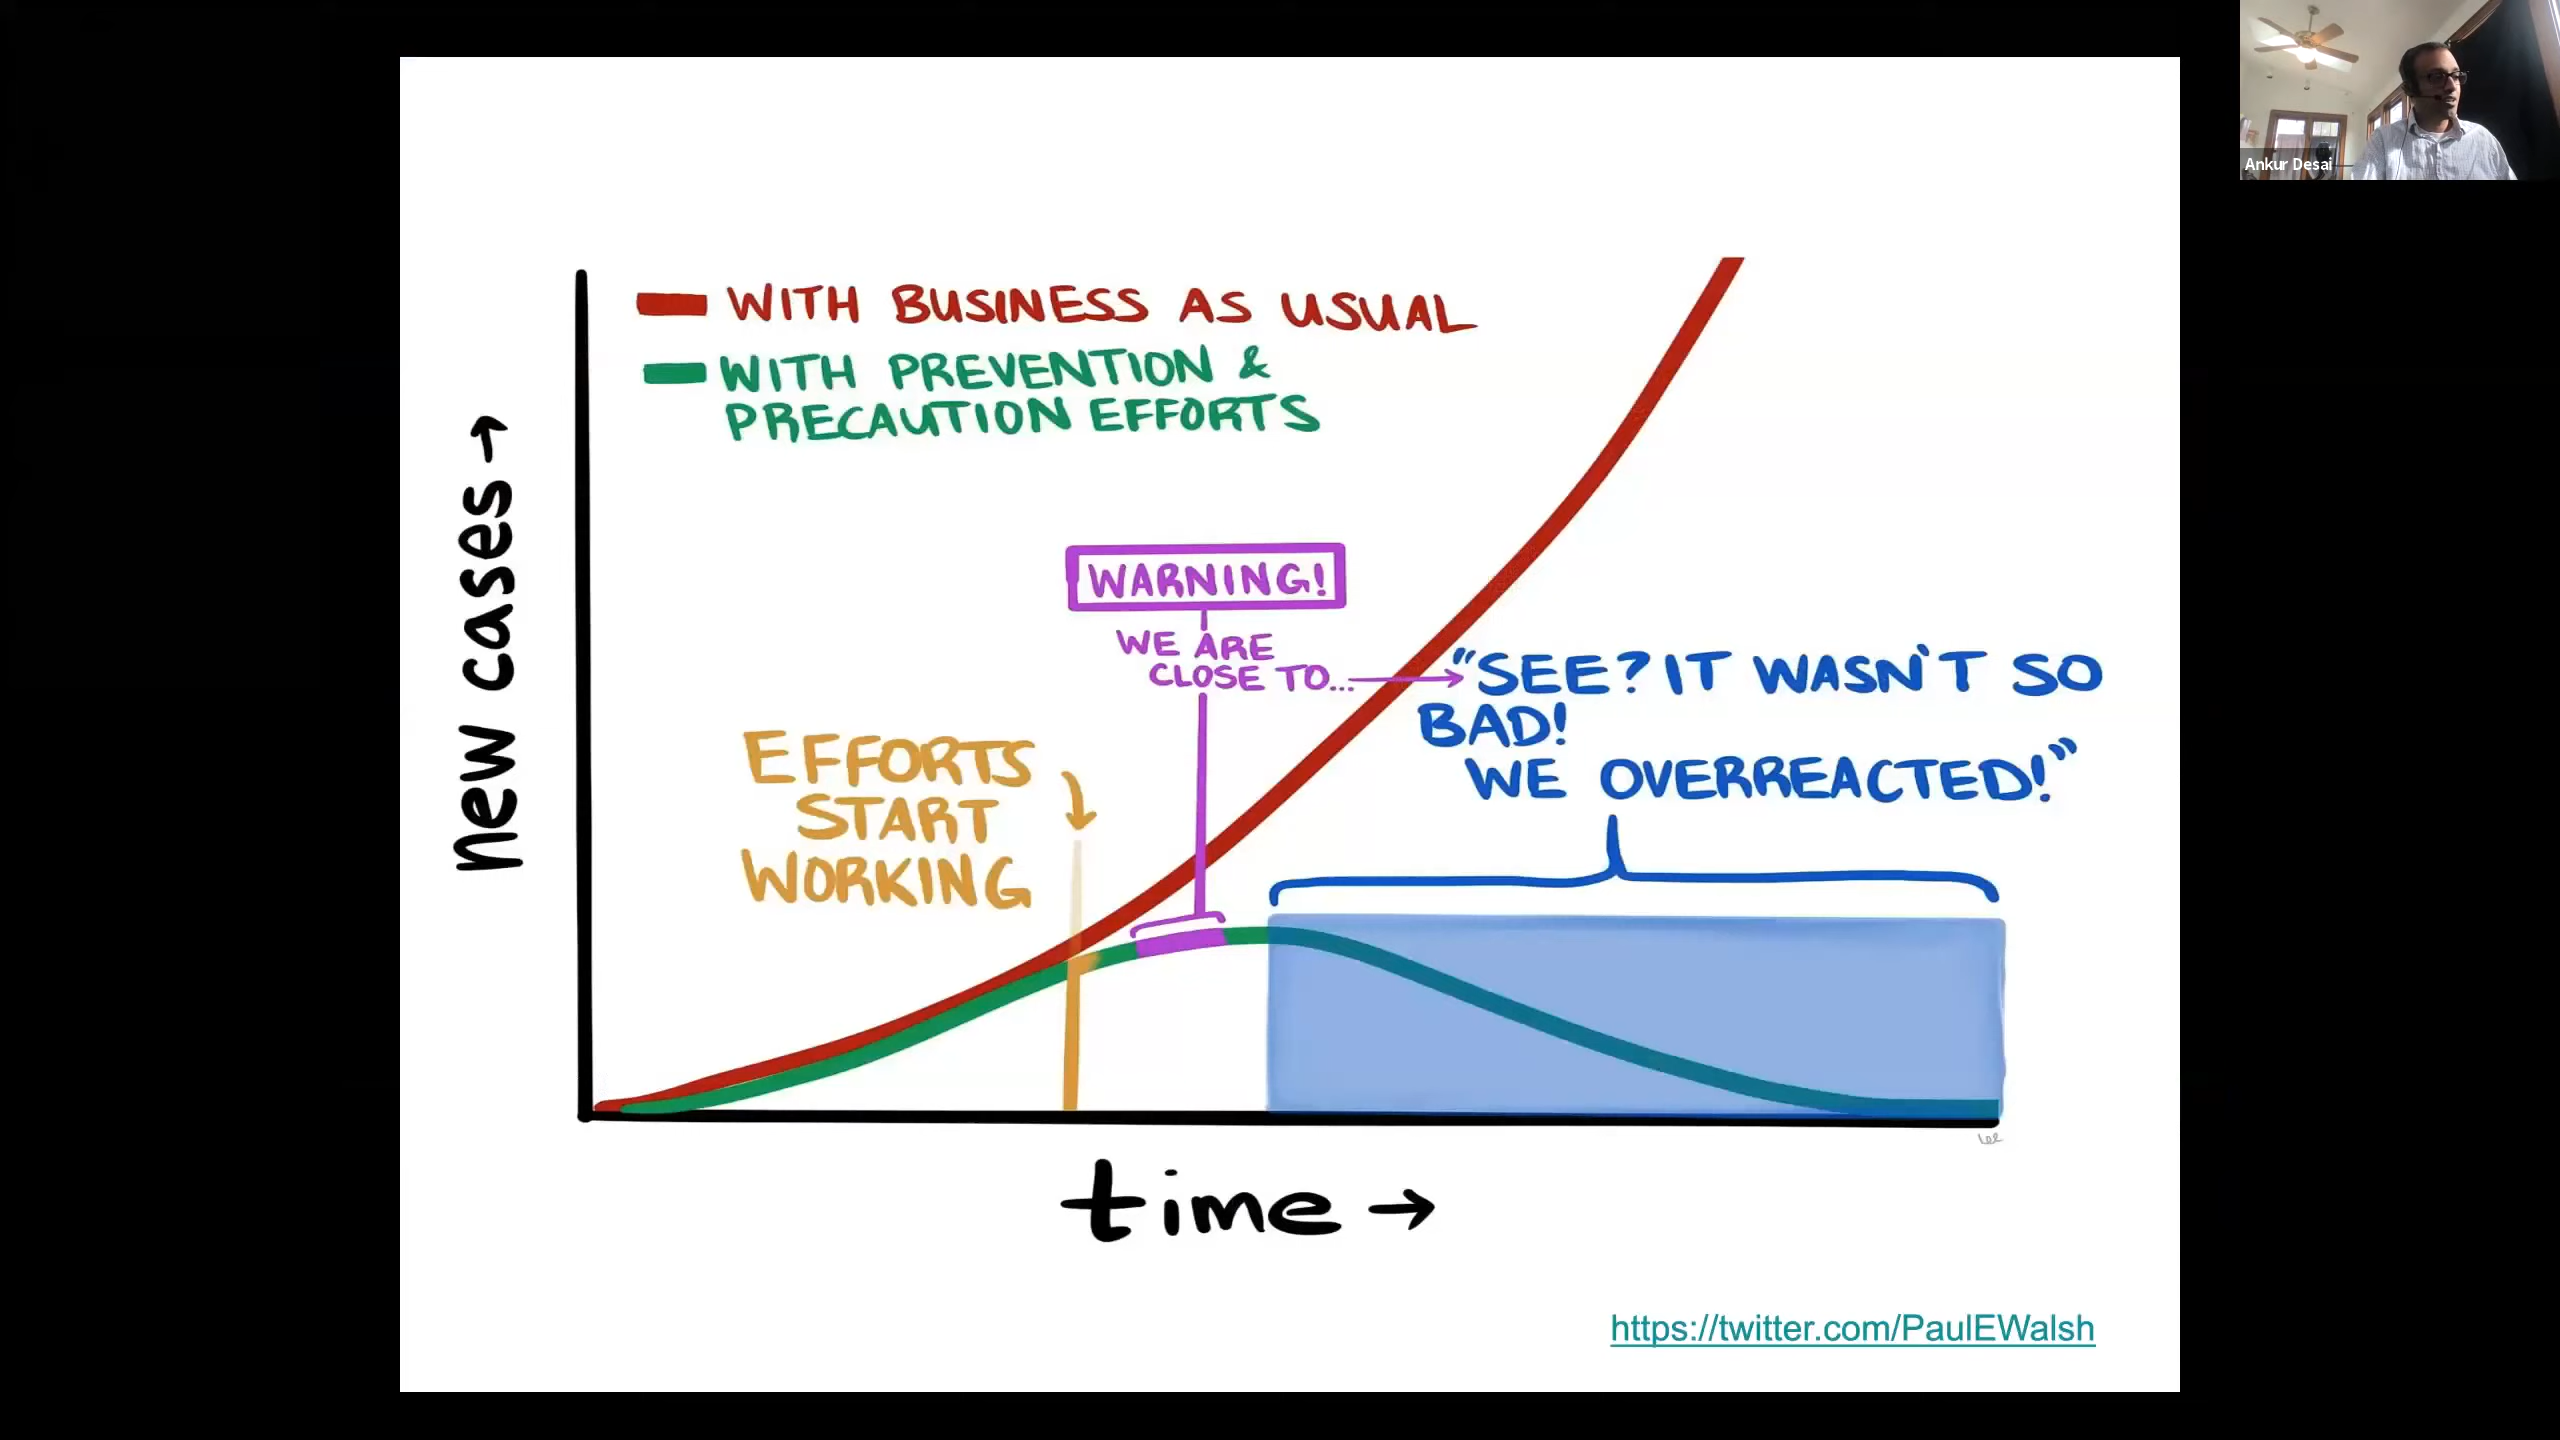 Ankur Desai
WITH BUSINESS AS USUAL
WITH PREVENTION &
PRECAUTION EFFORTS
new cases →
WARNING!
WE ARE
CLOSE TO...
"SEE? IT WASN'T SO
BAD!
WE OVERREACTED!"
EFFORTS
START
WORKING
Lee
time →
https://twitter.com/PaulEWalsh